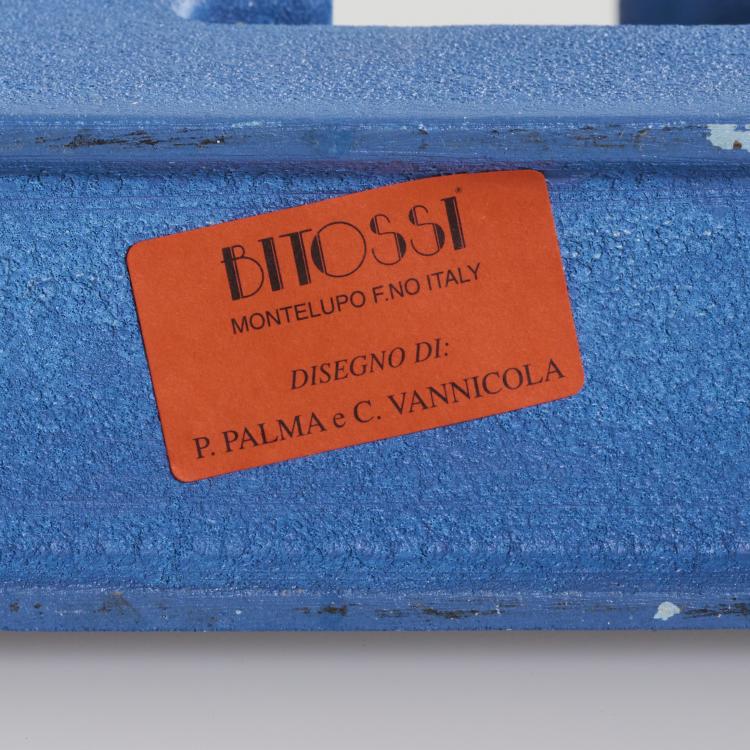 BITOSSI
MONTELUPO F.NO ITALY
DISEGNO DI:
P. PALMA e C. VANNICOLA